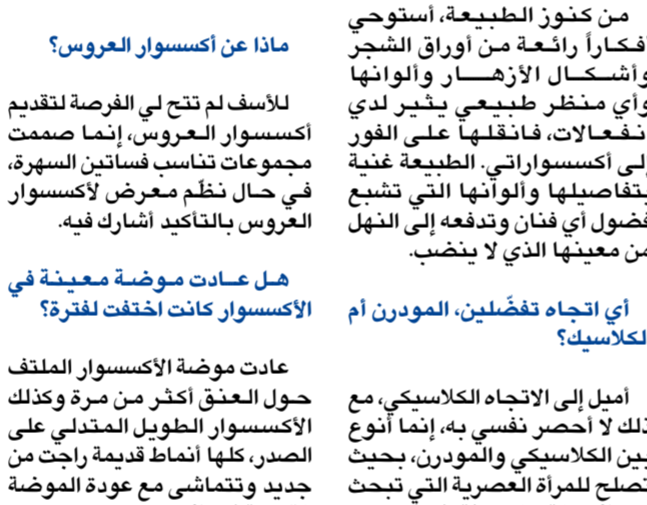 من كنوز الطبيعة، أستوحي
أفكاراً رائعة من أوراق الشجر
وأشكال الأزهار وألوانها
وأي منظر طبيعي يثير لدي
انفعالات، فانقلها على الفور
إلى أكسسواراتي. الطبيعة غنية
بتفاصيلها وألوانها التي تشبع
فضول أي فنان وتدفعه إلى النهل
من معينها الذي لا ينضب.
أي اتجاه تفضّلين، المودرن أم
الكلاسيك؟
أميل إلى الاتجاه الكلاسيكي، مع
ذلك لا أحصر نفسي به، إنما أنوع
بين الكلاسيكي والمودرن، بحيث
تصلح للمرأة العصرية التي تبحث
ماذا عن أكسسوار العروس؟
للأسف لم تتح لي الفرصة لتقديم
أكسسوار العروس، إنما صممت
مجموعات تناسب فساتين السهرة،
في حال نظّم معرض لأكسسوار
العروس بالتأكيد أشارك فيه.
هل عادت موضة معينة في
الأكسسوار كانت اختفت لفترة؟
عادت موضة الأكسسوار الملتف
حول العنق أكثر من مرة وكذلك
الأكسسوار الطويل المتدلي على
الصدر، كلها أنماط قديمة راجت من
جديد وتتماشى مع عودة الموضة